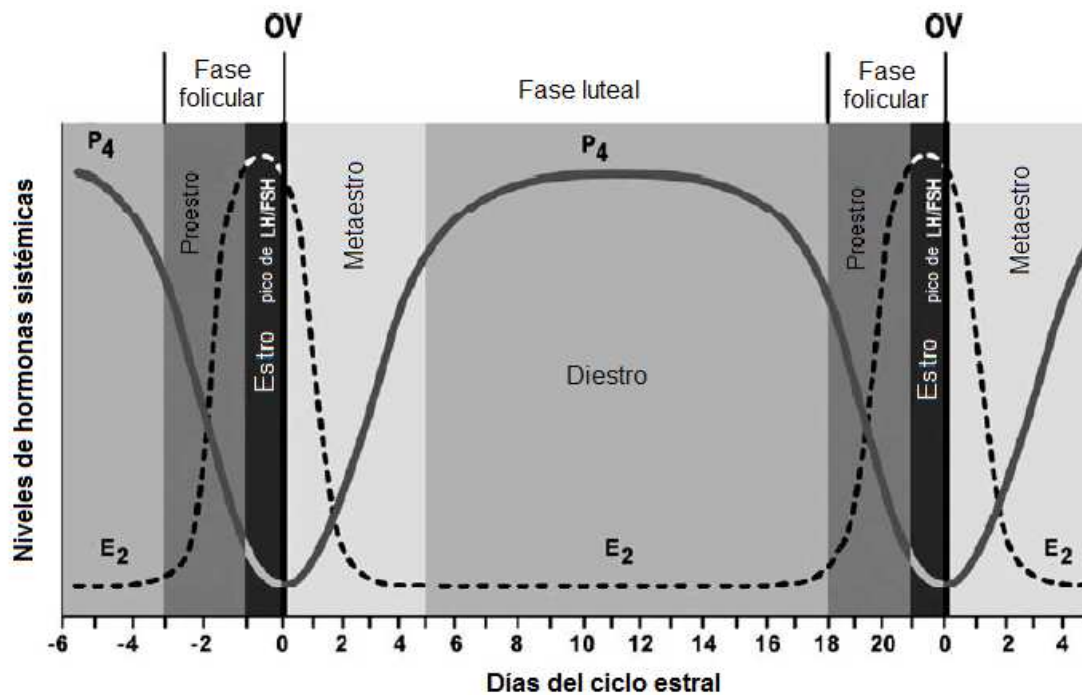 OV
OV
Fase
folicular
Fase luteal
Fase
folicular
P4
P4
Proestro
Estro pico de LH/FSH
Metaestro
Diestro
Proestro
Estro pico de LH/FSH
Metaestro
E2
E2
E2
Niveles de hormonas sistémicas
-6 -4 -2 0 2 4 6 8 10 12 14 16 18 20 0 2 4
Días del ciclo estral